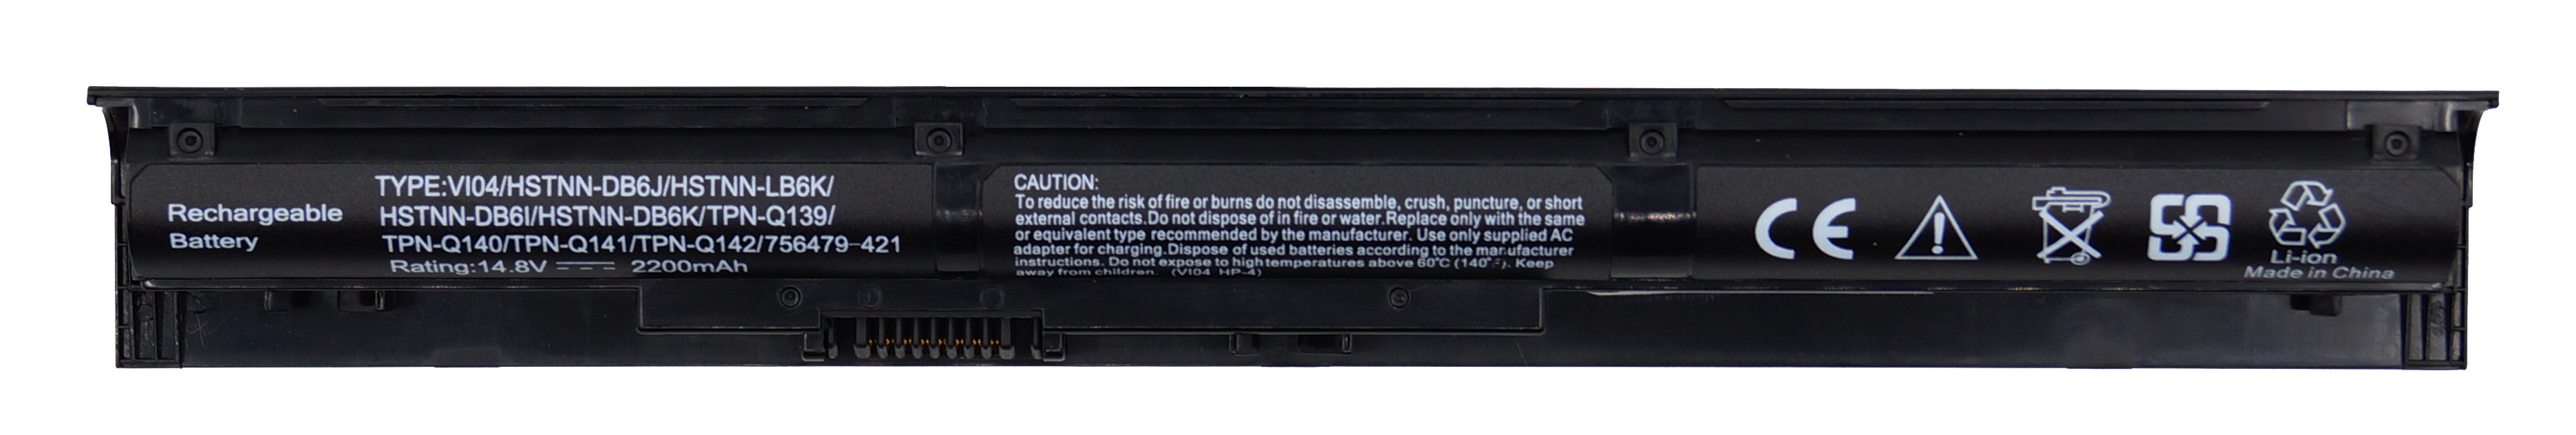 Rechargeable
Battery
TYPE:VI04/HSTNN-DB6J/HSTNN-LB6K/
HSTNN-DB6I/HSTNN-DB6K/TPN-Q139/
TPN-Q140/TPN-Q141/TPN-Q142/756479-421
Rating:14.8V 2200mAh
CAUTION:
To reduce the risk of fire or burns do not disassemble, crush, puncture, or short
external contacts.Do not dispose of in fire or water.Replace only with the same
or equivalent type recommended by the manufacturer. Use only supplied AC
adapter for charging.Dispose of used batteries according to the manufacturer
instructions. Do not expose to high temperatures above 60°C (140°F). Keep
away from children. (VI04 HP-4)
CE
Li-ion
Made in China